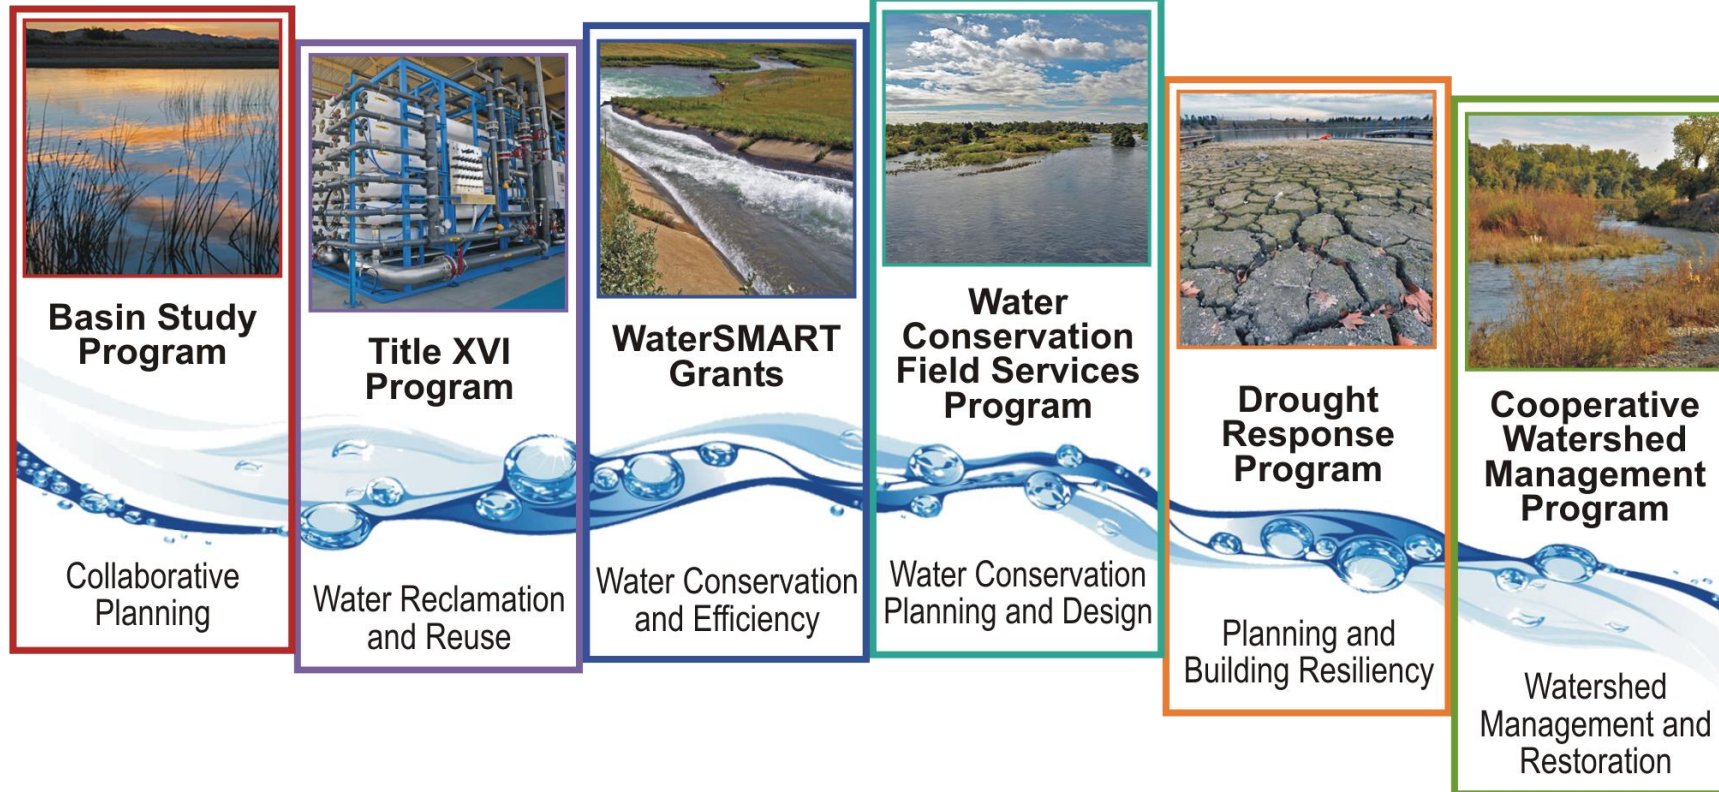 Basin Study
Program
Collaborative
Planning
Title XVI
Program
Water Reclamation
and Reuse
WaterSMART
Grants
Water Conservation
and Efficiency
Water
Conservation
Field Services
Program
Water Conservation
Planning and Design
Drought
Response
Program
Planning and
Building Resiliency
Cooperative
Watershed
Management
Program
Watershed
Management and
Restoration